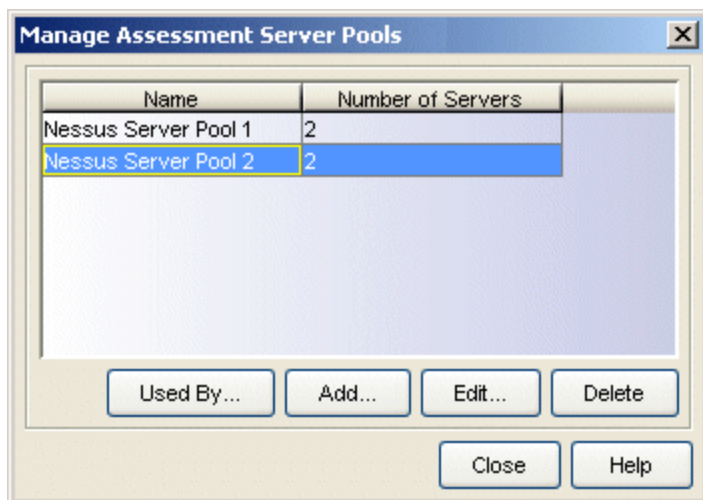 Manage Assessment Server Pools
Name Number of Servers
Nessus Server Pool 1 2
Nessus Server Pool 2 2
Used By... Add... Edit... Delete
Close Help